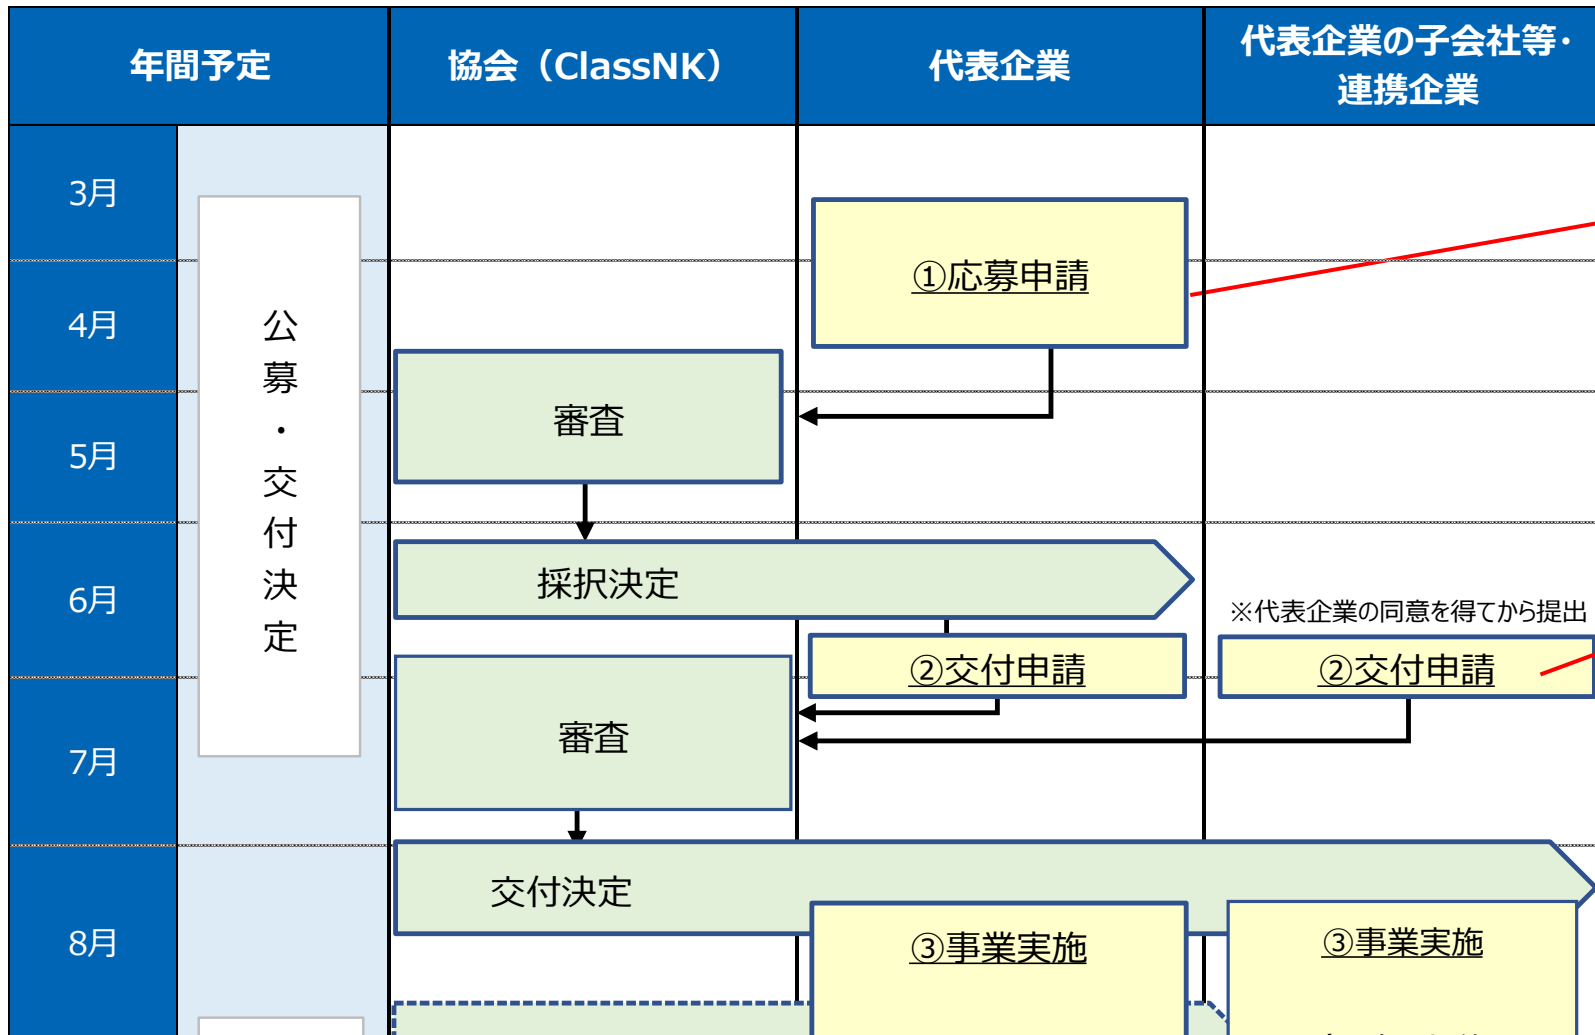 年間予定
協会（ClassNK）
代表企業
代表企業の子会社等・
連携企業
3月
4月
5月
6月
7月
8月
公募・交付決定
①応募申請
審査
採択決定
※代表企業の同意を得てから提出
②交付申請
②交付申請
審査
交付決定
③事業実施
③事業実施